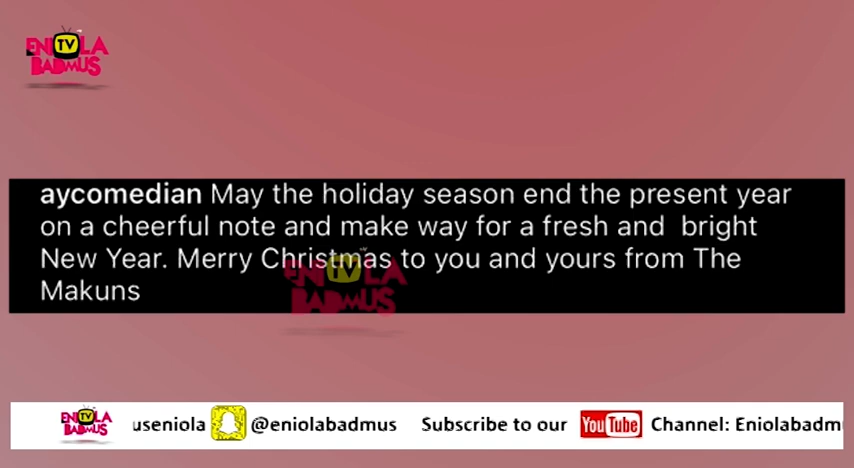 ENIOLA
TV
BADMUS
aycomedian May the holiday season end the present year
on a cheerful note and make way for a fresh and bright
New Year. Merry Christmas to you and yours from The
Makuns
ENIOLA
TV
BADMUS
ENIOLA
TV
BADMUS
useniola @eniolabadmus Subscribe to our YouTube Channel: Eniolabadm